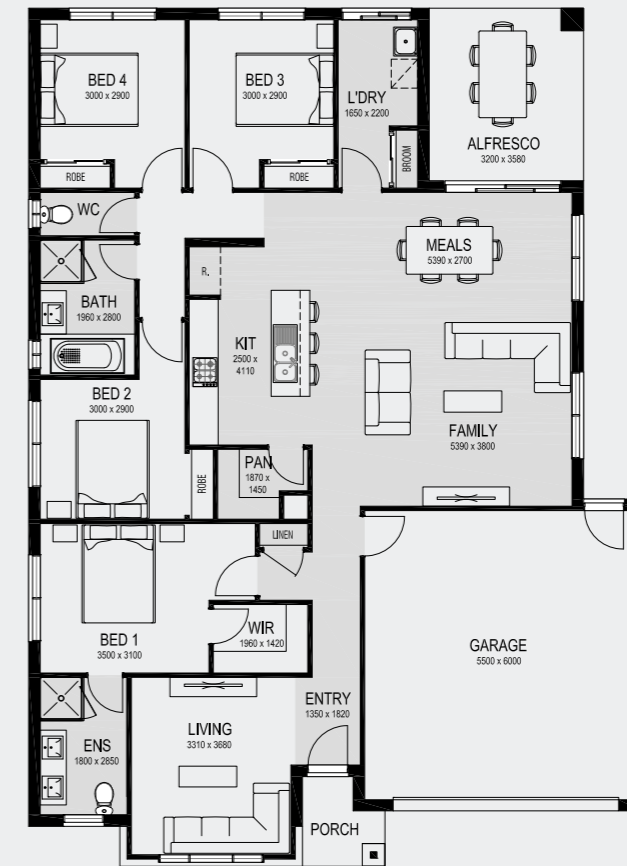 BED 4
3000 x 2900
BED 3
3000 x 2900
L'DRY
1650 x 2200
ALFRESCO
3200 x 3580
BROOM
ROBE
ROBE
WC
MEALS
5390 x 2700
R.
BATH
1960 x 2800
KIT
2500 x
4110
BED 2
3000 x 2900
FAMILY
5390 x 3800
PAN
1870 x
1450
ROBE
LINEN
WIR
1960 x 1420
BED 1
3500 x 3100
GARAGE
5500 x 6000
ENTRY
1350 x 1820
LIVING
3310 x 3680
ENS
1800 x 2850
PORCH